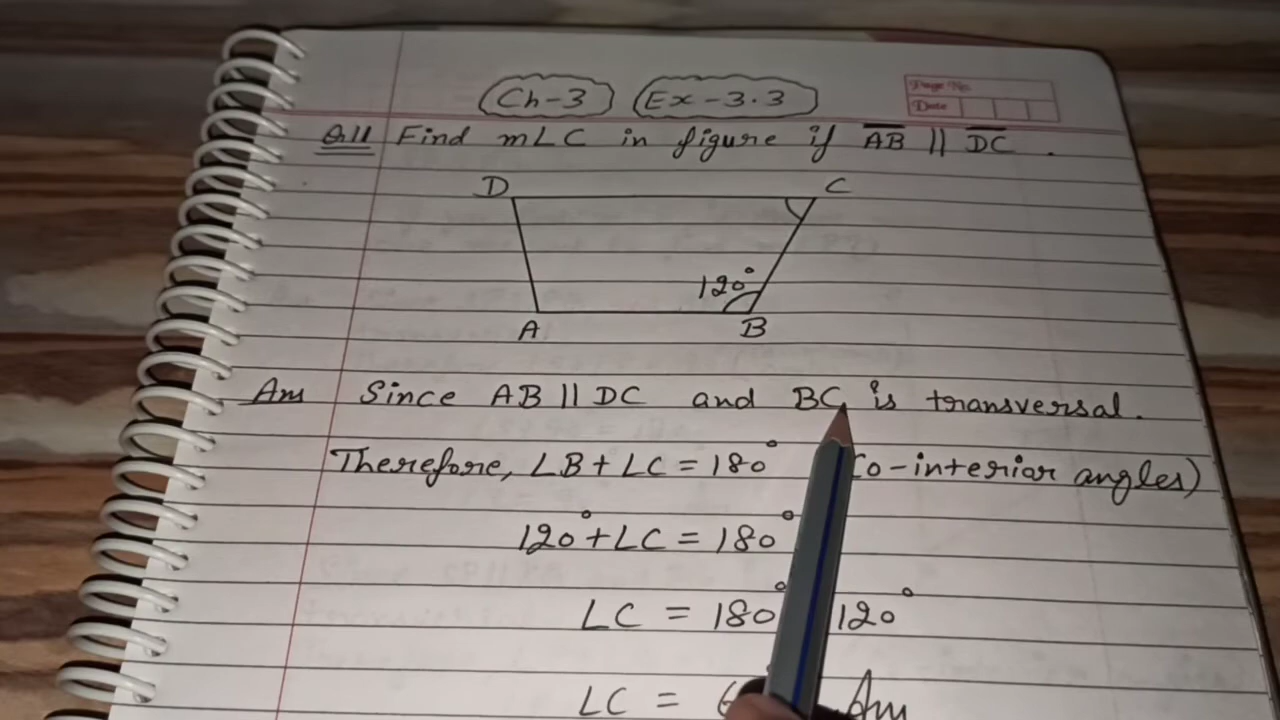 Ch-3 Ex-3.3
Page No.
Date
Q.11 Find m∠C in figure if AB || DC .
D C
120°
A B
Ans Since AB || DC and BC is transversal.
Therefore, ∠B + ∠C = 180° Co-interior angles)
120° + ∠C = 180°
∠C = 180° 120°
∠C = Ans